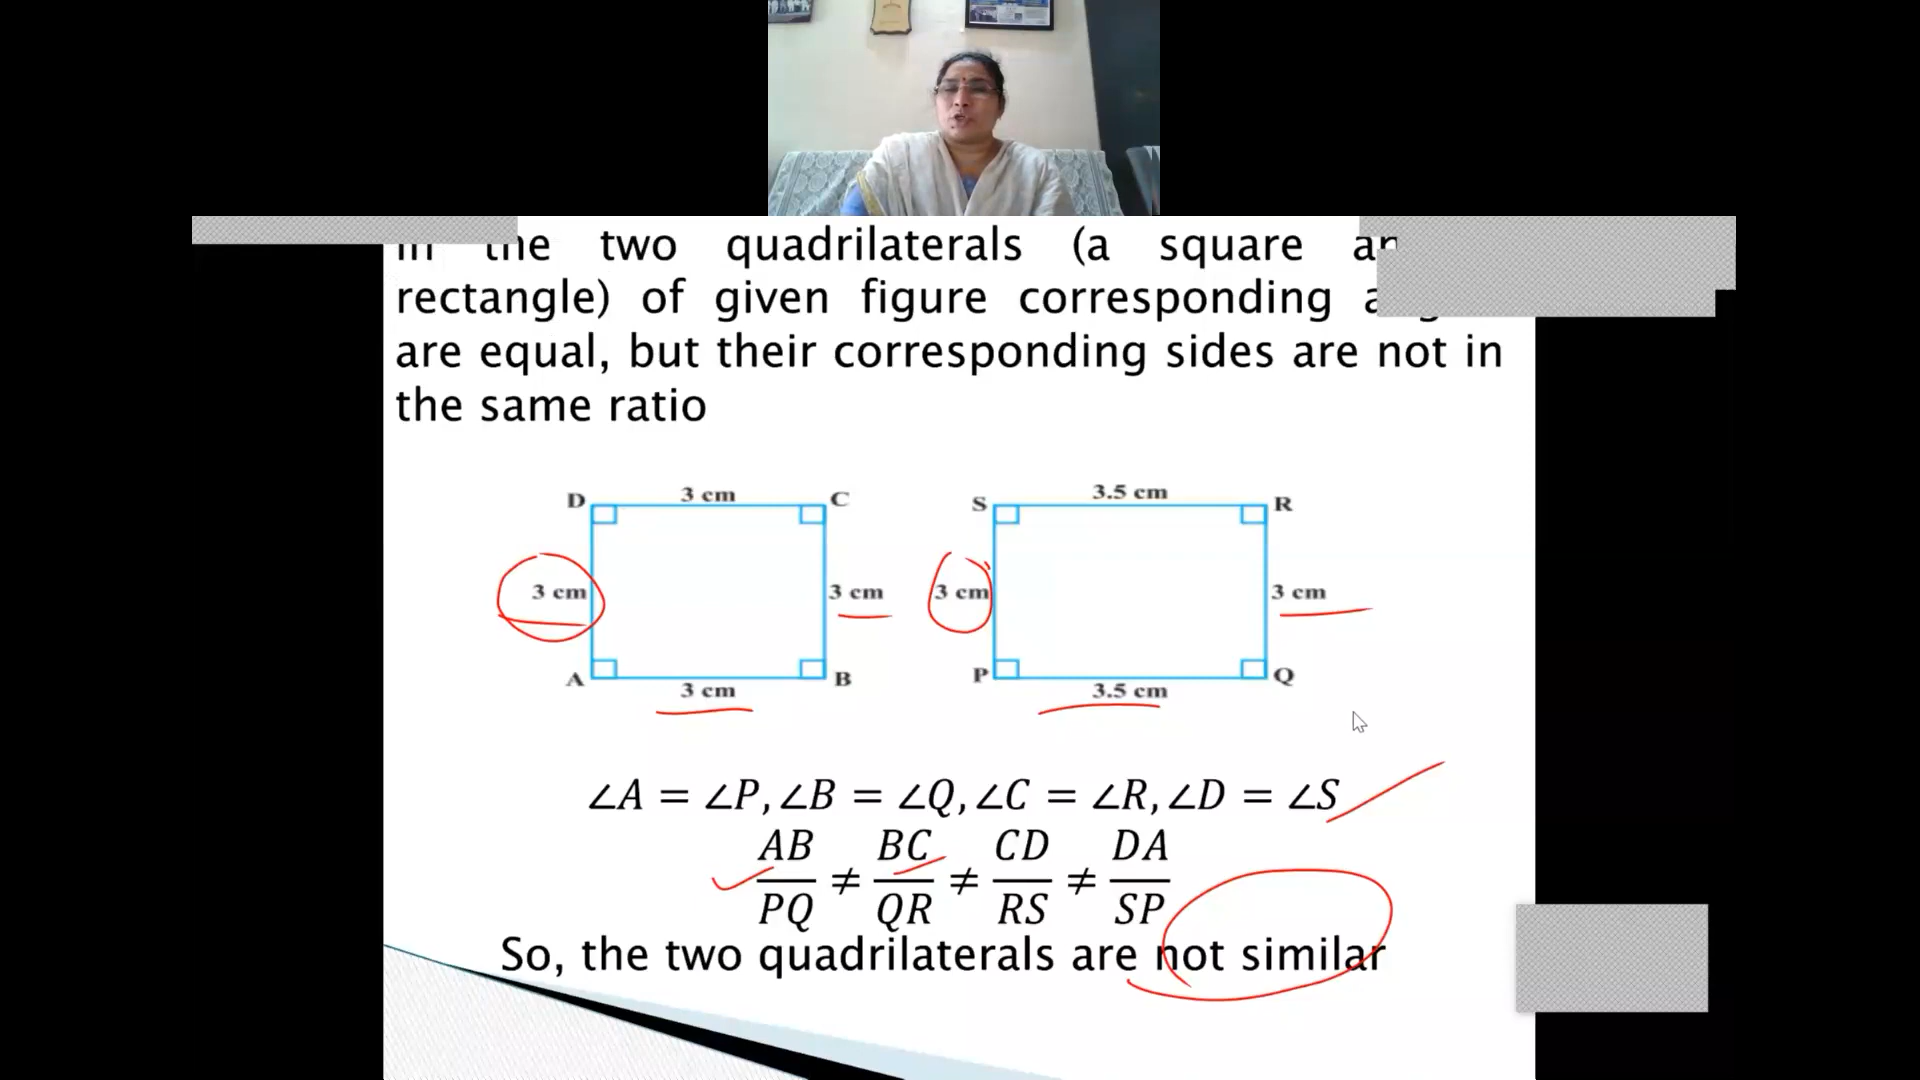 the two quadrilaterals (a square
rectangle) of given figure corresponding
are equal, but their corresponding sides are not in
the same ratio
D 3 cm C S 3.5 cm R
3 cm 3 cm 3 cm 3 cm
A 3 cm B P 3.5 cm Q
∠A = ∠P, ∠B = ∠Q, ∠C = ∠R, ∠D = ∠S
AB/PQ ≠ BC/QR ≠ CD/RS ≠ DA/SP
So, the two quadrilaterals are not similar